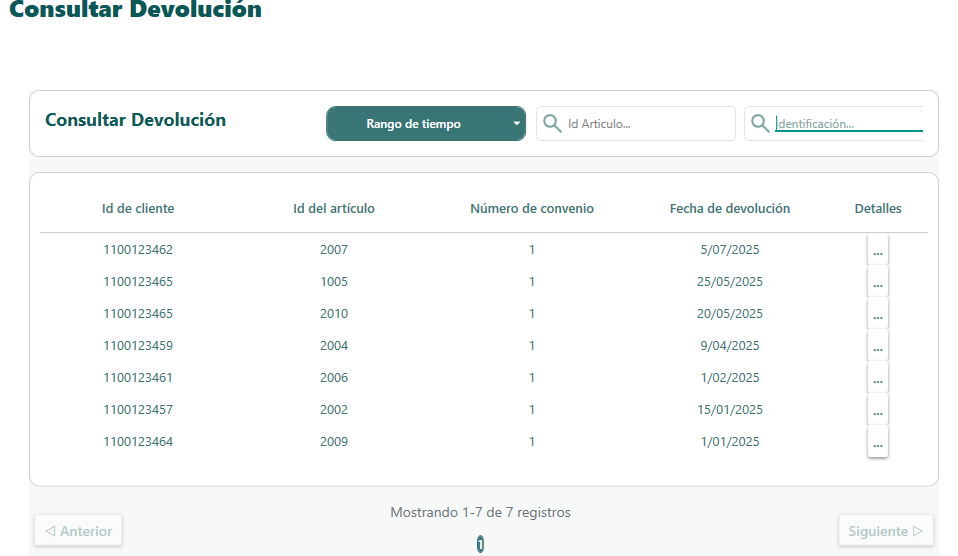 Consultar Devolución
Consultar Devolución Rango de tiempo Id Articulo... Identificación...
Id de cliente Id del artículo Número de convenio Fecha de devolución Detalles
1100123462 2007 1 5/07/2025 ...
1100123465 1005 1 25/05/2025 ...
1100123465 2010 1 20/05/2025 ...
1100123459 2004 1 9/04/2025 ...
1100123461 2006 1 1/02/2025 ...
1100123457 2002 1 15/01/2025 ...
1100123464 2009 1 1/01/2025 ...
Mostrando 1-7 de 7 registros
Anterior Siguiente
1